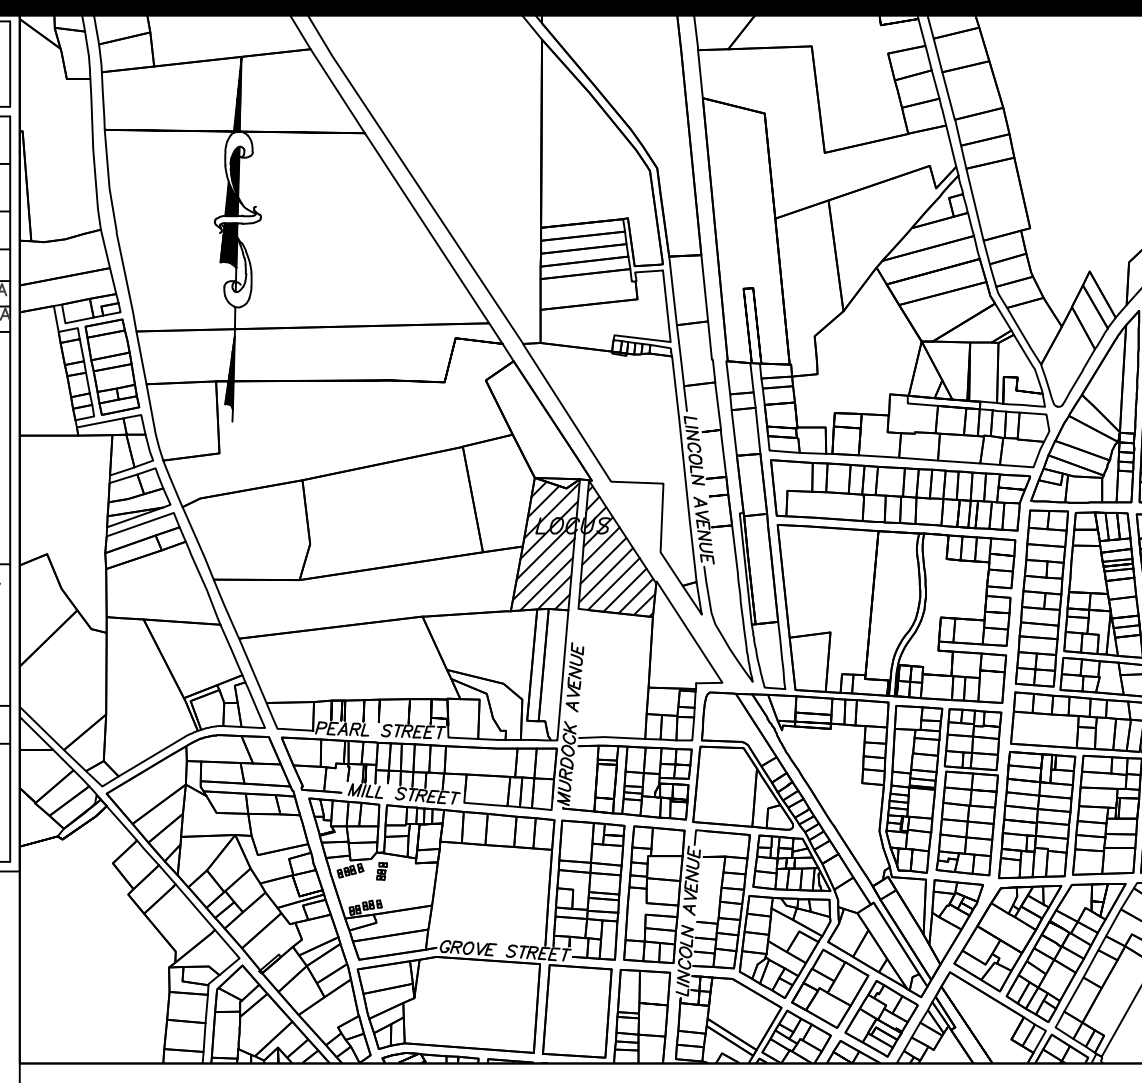 A
A
LINCOLN AVENUE
LOCUS
MURDOCK AVENUE
PEARL STREET
MILL STREET
LINCOLN AVENUE
GROVE STREET